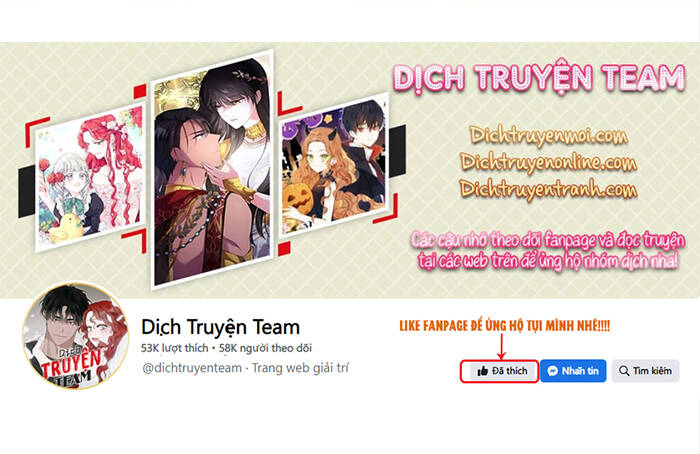 DỊCH TRUYỆN TEAM
Dichtruyenmoi.com
Dichtruyenonline.com
Dichtruyentranh.com
Các cậu nhớ theo dõi fanpage và đọc truyện
tại các web trên để ủng hộ nhóm dịch nha!
Dịch
TRUYỆN
TEAM
Dịch Truyện Team
53K lượt thích • 58K người theo dõi
@dichtruyenteam · Trang web giải trí
LIKE FANPAGE ĐỂ ỦNG HỘ TỤI MÌNH NHÉ!!!!
Đã thích
Nhắn tin
Tìm kiếm